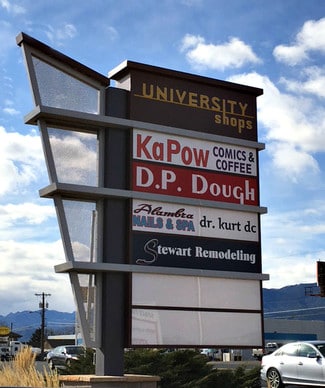 UNIVERSITY
shops
KaPow COMICS &
COFFEE
D.P. Dough
Alambra
NAILS & SPA dr. kurt dc
Stewart Remodeling